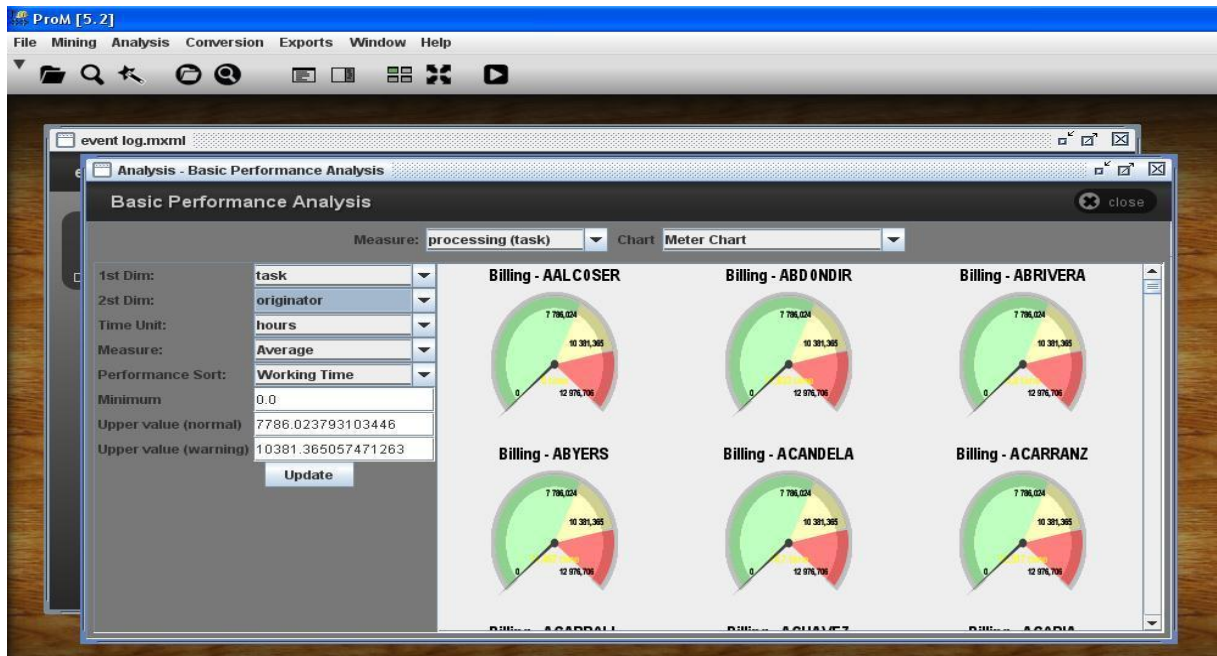 ProM [5.2]
File Mining Analysis Conversion Exports Window Help
event log.mxml
Analysis - Basic Performance Analysis
Basic Performance Analysis
close
Measure: processing (task) Chart Meter Chart
1st Dim: task
2st Dim: originator
Time Unit: hours
Measure: Average
Performance Sort: Working Time
Minimum 0.0
Upper value (normal) 7786.023793103446
Upper value (warning) 10381.365057471263
Update
Billing - AALCOSER Billing - ABDONDIR Billing - ABRIVERA
7 786,024 7 786,024 7 786,024
10 381,365 10 381,365 10 381,365
0 12 976,706 0 12 976,706 0 12 976,706
Billing - ABYERS Billing - ACANDELA Billing - ACARRANZ
7 786,024 7 786,024 7 786,024
10 381,365 10 381,365 10 381,365
0 12 976,706 0 12 976,706 0 12 976,706